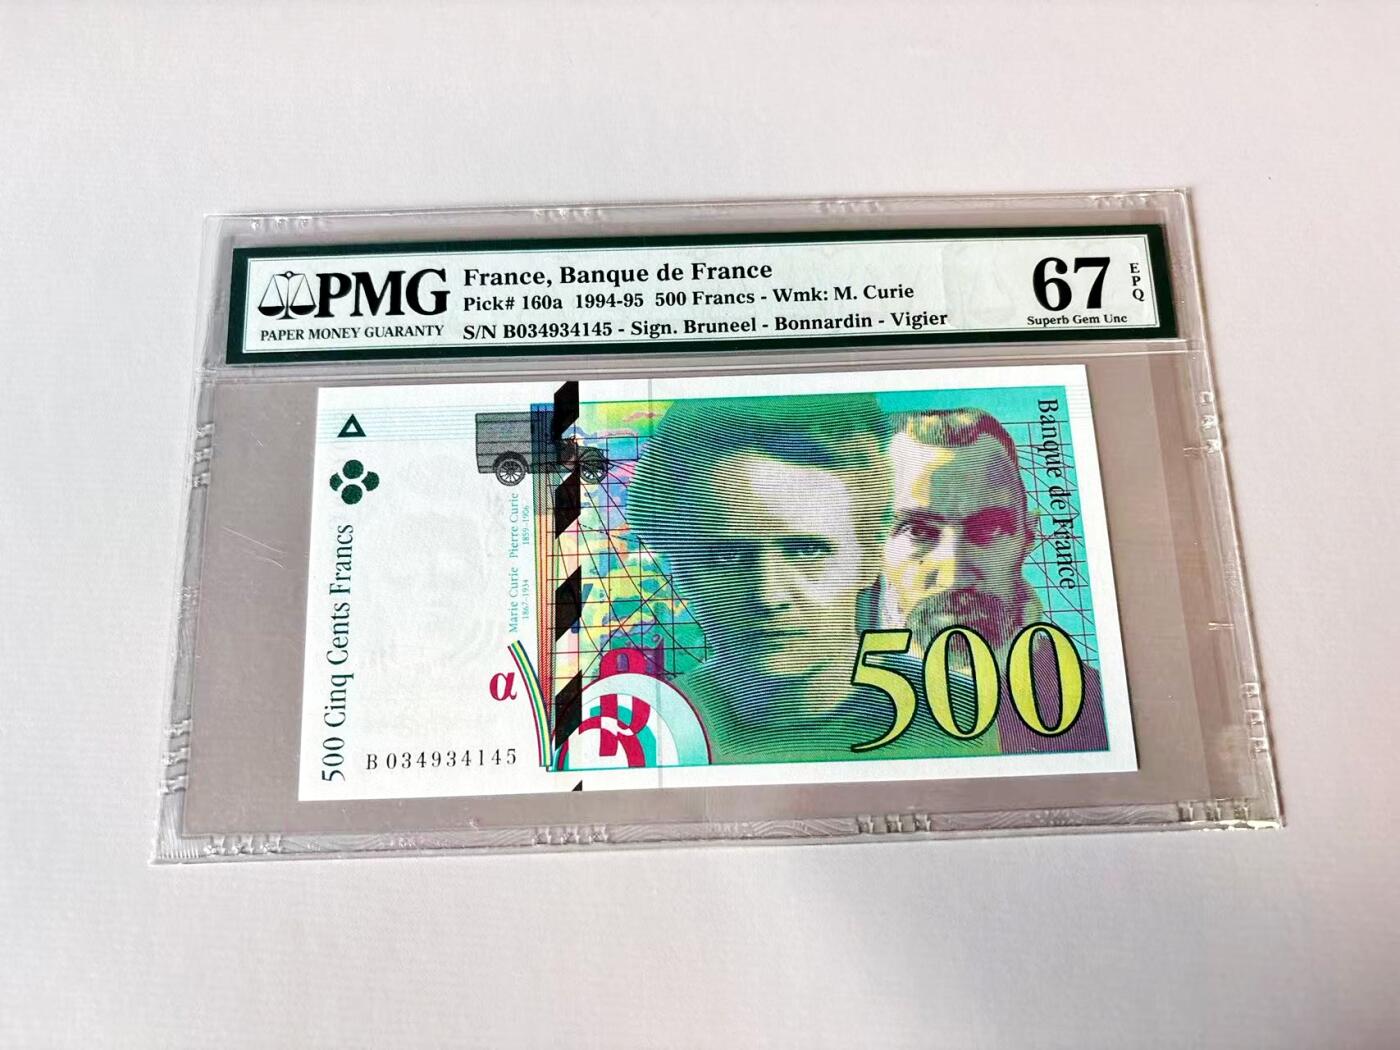 PMG
PAPER MONEY GUARANTY
France, Banque de France
Pick# 160a 1994-95 500 Francs - Wmk: M. Curie
S/N B034934145 - Sign. Bruneel - Bonnardin - Vigier
67
EPQ
Superb Gem Unc
500 Cinq Cents Francs
Marie Curie Pierre Curie
1867-1934 1859-1906
α
B 034934145
Banque de France
500